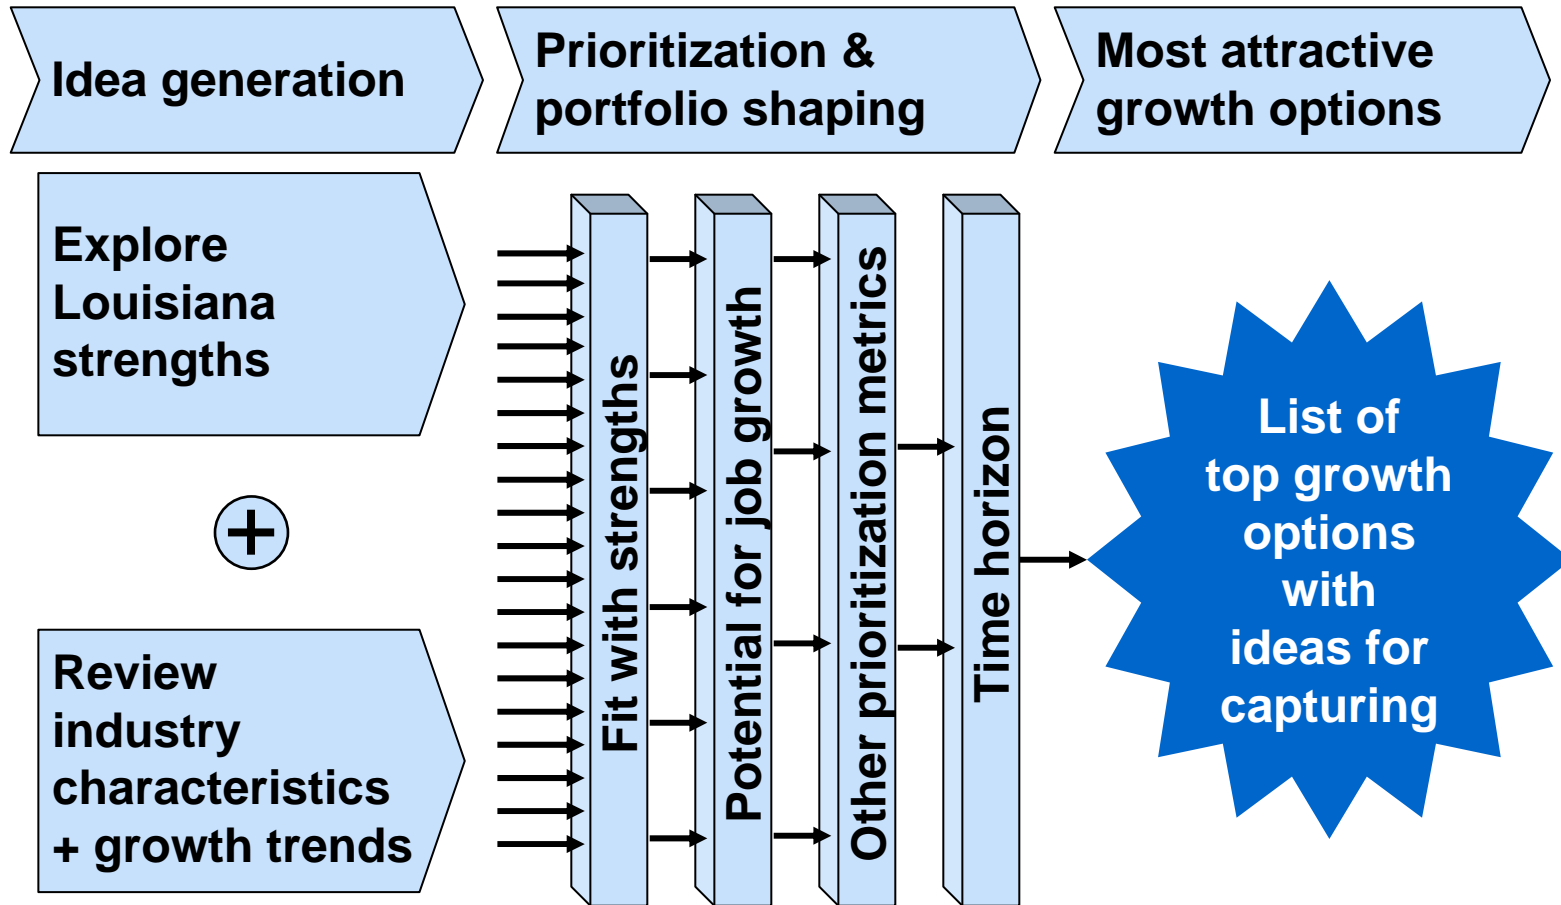 Idea generation
Prioritization &
portfolio shaping
Most attractive
growth options
Explore
Louisiana
strengths
+
Review
industry
characteristics
+ growth trends
Fit with strengths
Potential for job growth
Other prioritization metrics
Time horizon
List of
top growth
options
with
ideas for
capturing